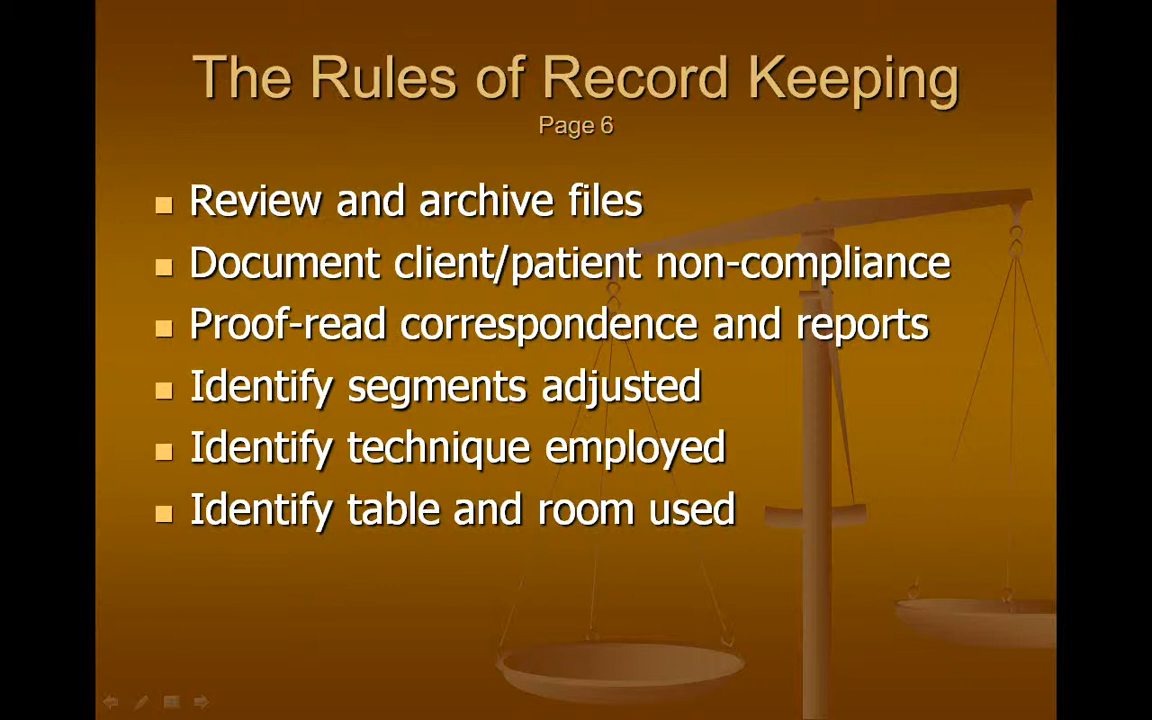 The Rules of Record Keeping
Page 6
Review and archive files
Document client/patient non-compliance
Proof-read correspondence and reports
Identify segments adjusted
Identify technique employed
Identify table and room used